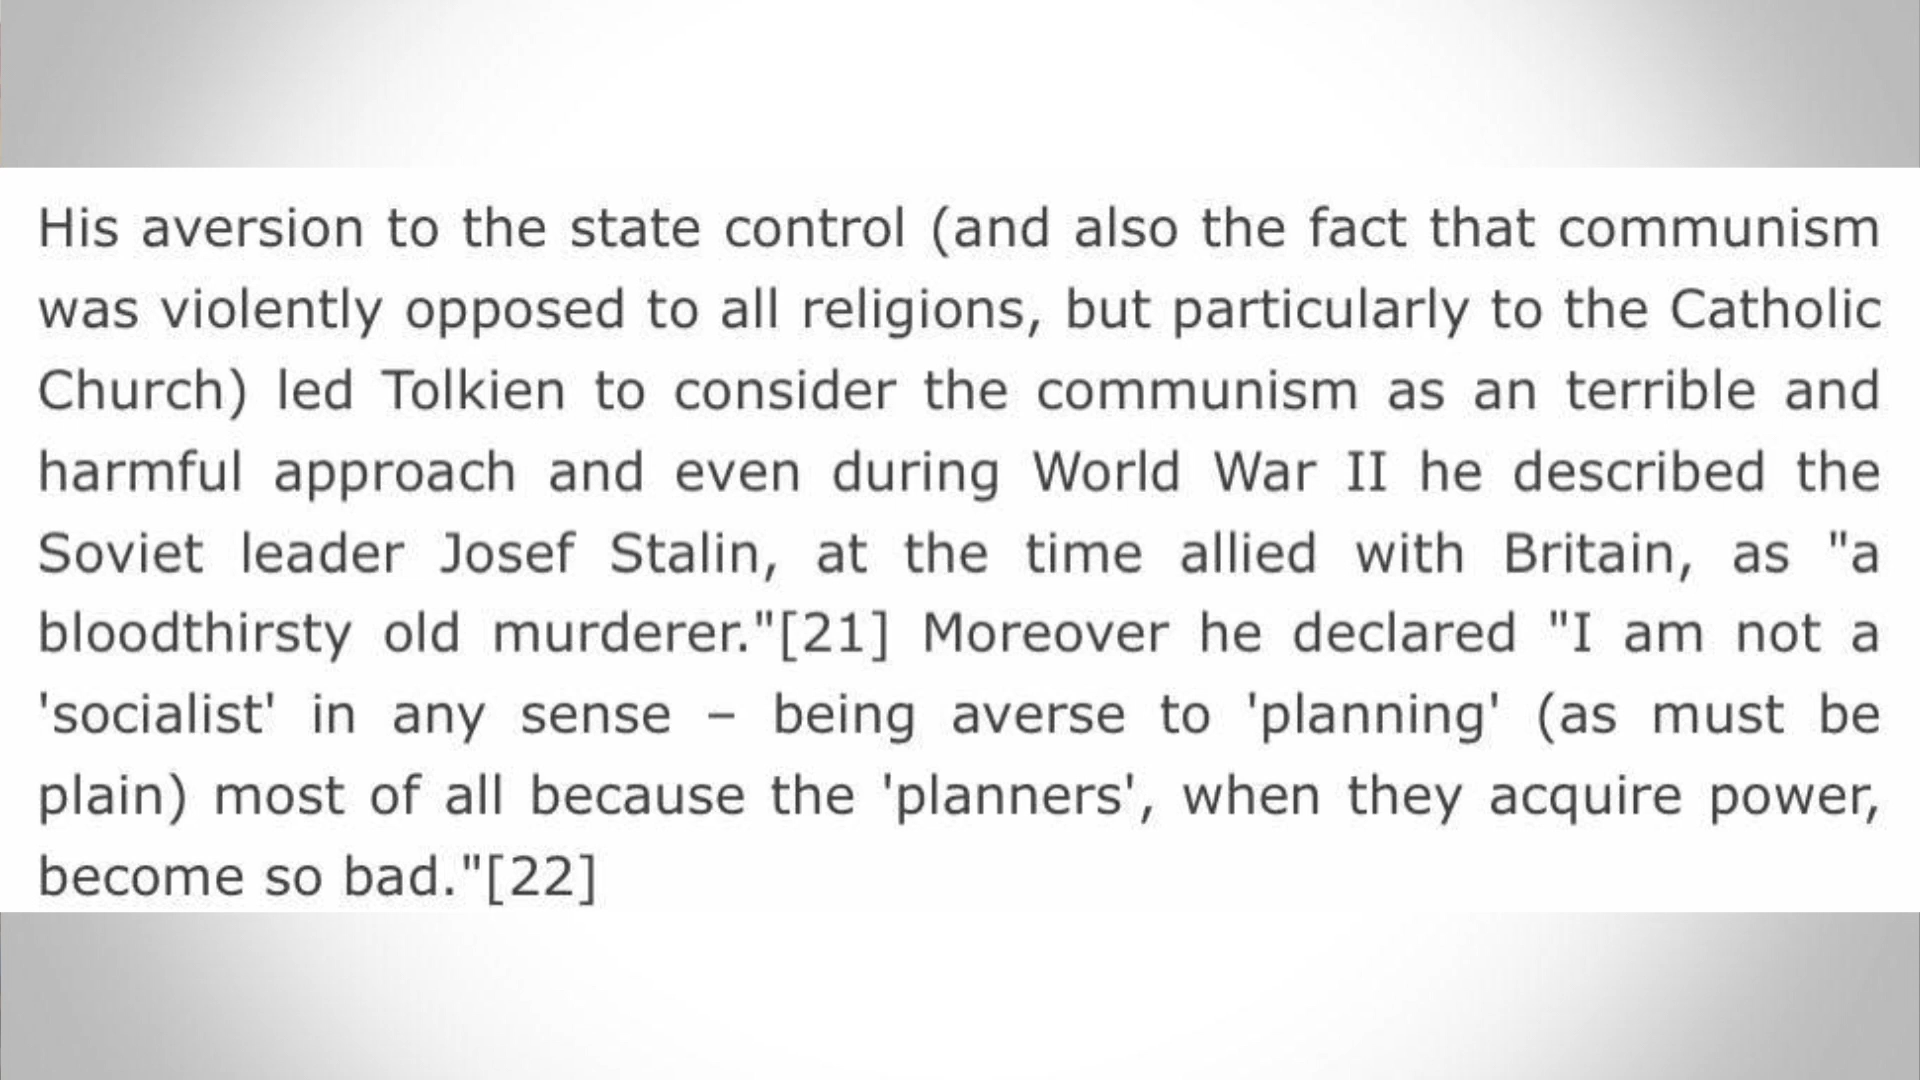 His aversion to the state control (and also the fact that communism
was violently opposed to all religions, but particularly to the Catholic
Church) led Tolkien to consider the communism as an terrible and
harmful approach and even during World War II he described the
Soviet leader Josef Stalin, at the time allied with Britain, as "a
bloodthirsty old murderer."[21] Moreover he declared "I am not a
'socialist' in any sense – being averse to 'planning' (as must be
plain) most of all because the 'planners', when they acquire power,
become so bad."[22]